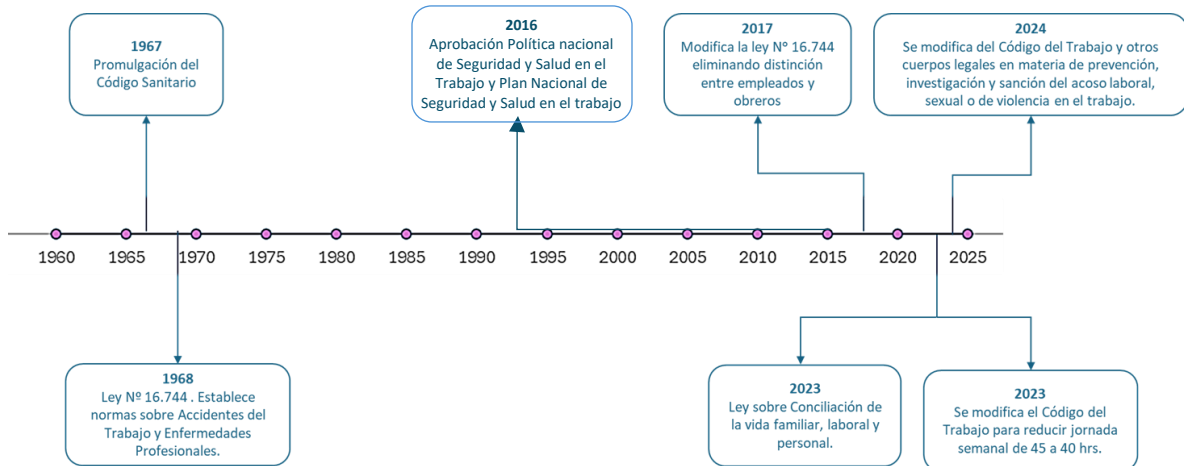 1967
Promulgación del
Código Sanitario
2016
Aprobación Política nacional
de Seguridad y Salud en el
Trabajo y Plan Nacional de
Seguridad y Salud en el trabajo
2017
Modifica la ley N° 16.744
eliminando distinción
entre empleados y
obreros
2024
Se modifica del Código del Trabajo y otros
cuerpos legales en materia de prevención,
investigación y sanción del acoso laboral,
sexual o de violencia en el trabajo.
1960 1965 1970 1975 1980 1985 1990 1995 2000 2005 2010 2015 2020 2025
1968
Ley Nº 16.744 . Establece
normas sobre Accidentes del
Trabajo y Enfermedades
Profesionales.
2023
Ley sobre Conciliación de
la vida familiar, laboral y
personal.
2023
Se modifica el Código del
Trabajo para reducir jornada
semanal de 45 a 40 hrs.